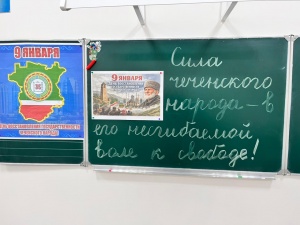 9 ЯНВАРЯ
9 ЯНВАРЯ
Сила
чеченского
народа - в
его несгибаемой
воле к свободе!